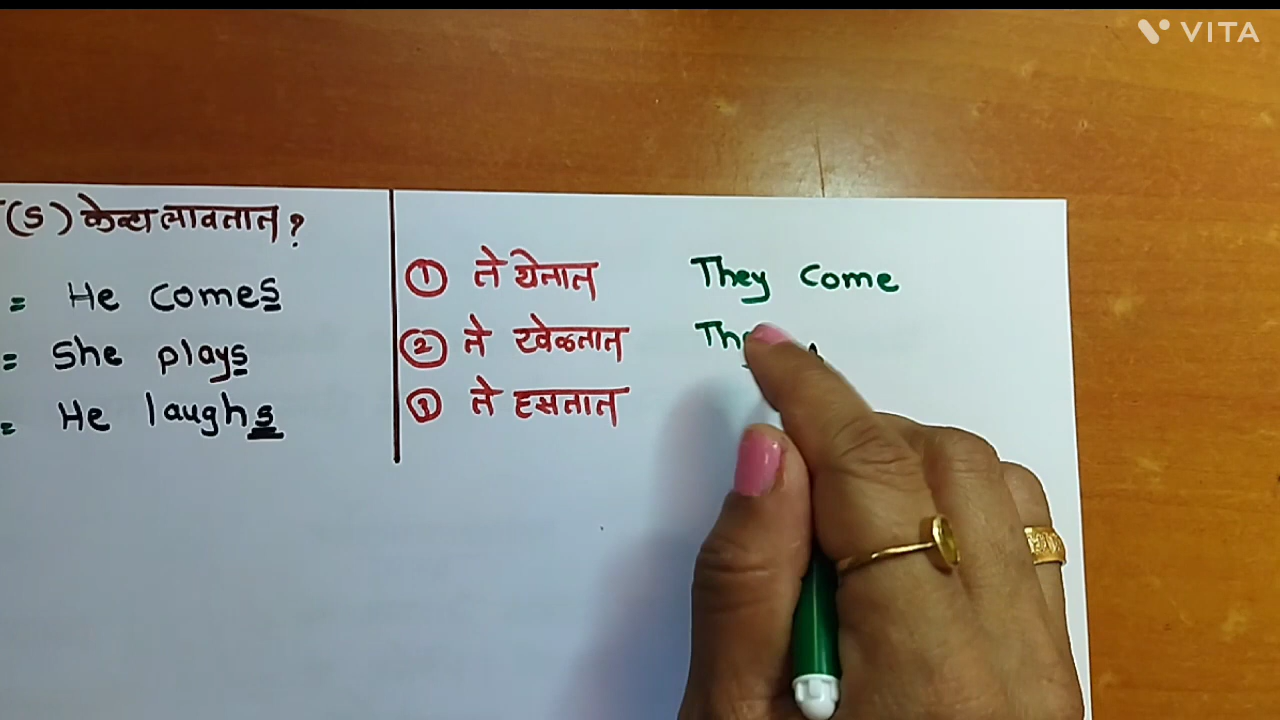 VITA
(S) केव्हा लावतात?
= He comes
= She plays
= He laughs
① ते येतात They come
② ते खेळतात
③ ते हसतात